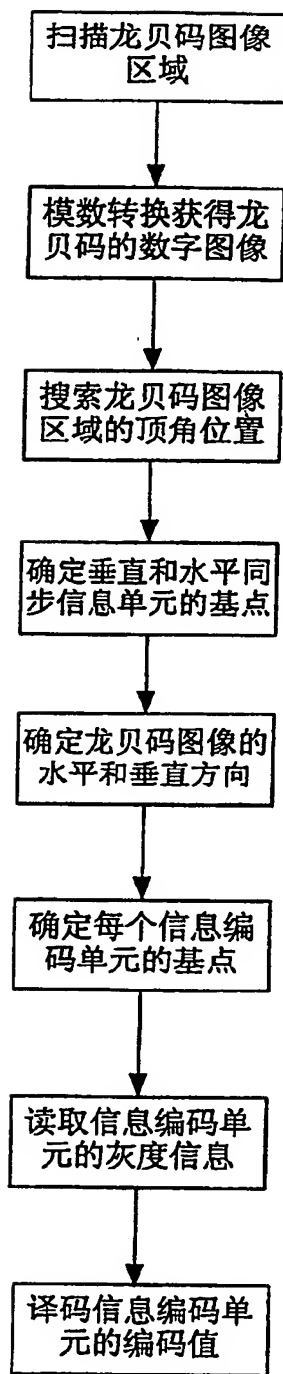 扫描龙贝码图像
区域
模数转换获得龙
贝码的数字图像
搜索龙贝码图像
区域的顶角位置
确定垂直和水平同
步信息单元的基点
确定龙贝码图像的
水平和垂直方向
确定每个信息编
码单元的基点
读取信息编码单
元的灰度信息
译码信息编码单
元的编码值